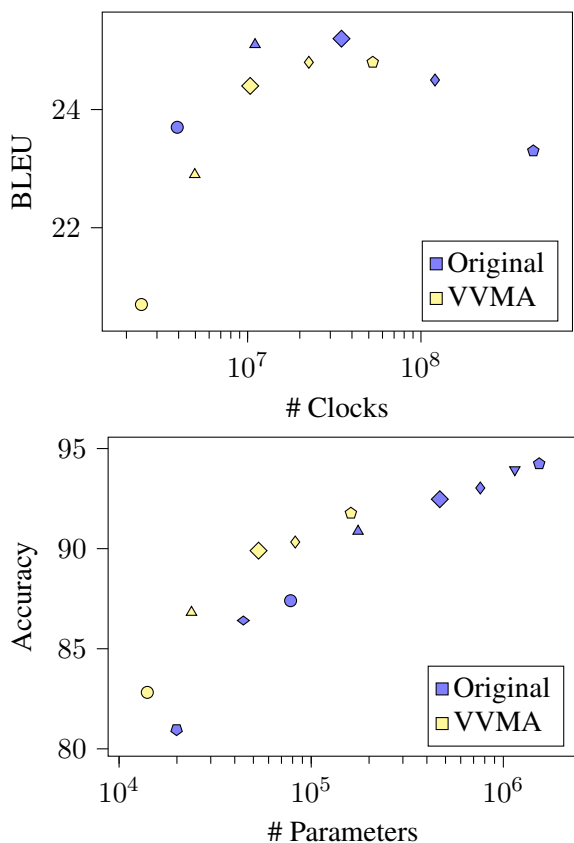 24
22
BLEU
Original
VVMA
10^7
10^8
# Clocks
95
90
85
80
Accuracy
Original
VVMA
10^4
10^5
10^6
# Parameters